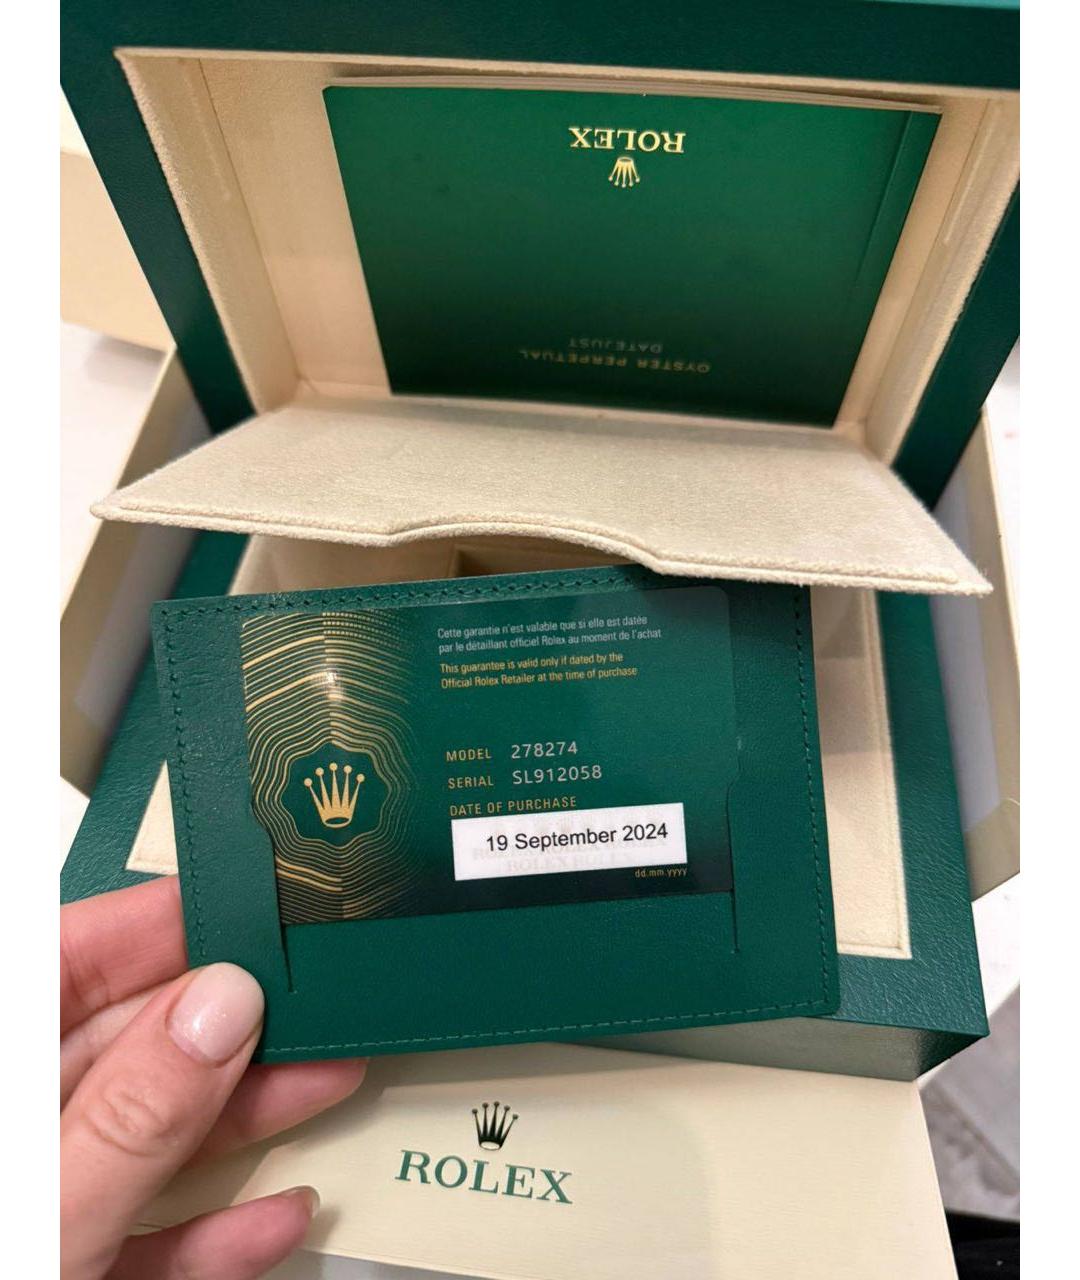 ROLEX
OYSTER PERPETUAL
DATEJUST
Cette garantie n'est valable que si elle est datée
par le détaillant officiel Rolex au moment de l'achat
This guarantee is valid only if dated by the
Official Rolex Retailer at the time of purchase
MODEL 278274
SERIAL SL912058
DATE OF PURCHASE
19 September 2024
dd.mm.yyyy
ROLEX